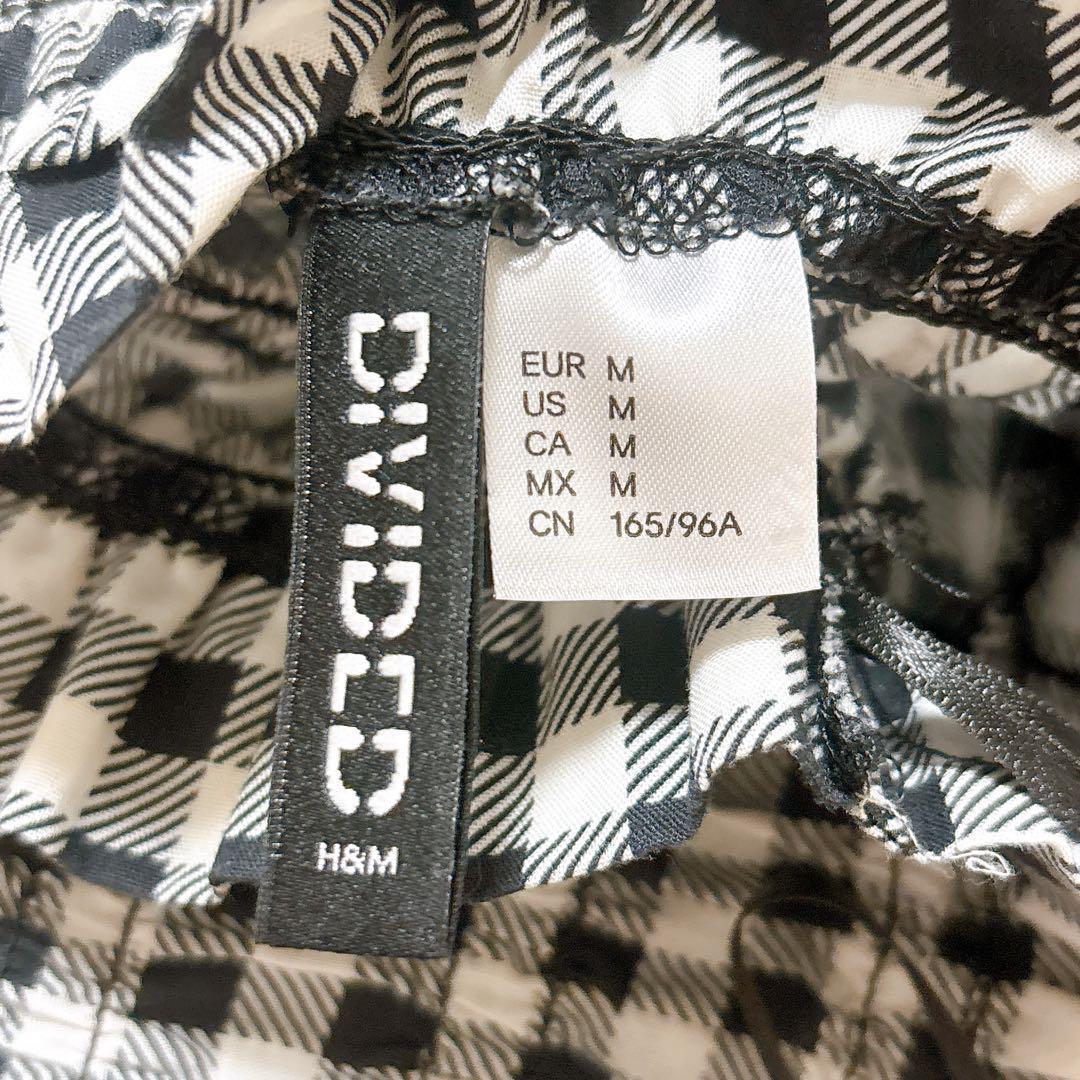 DIVIDED
H&M
EUR M
US M
CA M
MX M
CN 165/96A